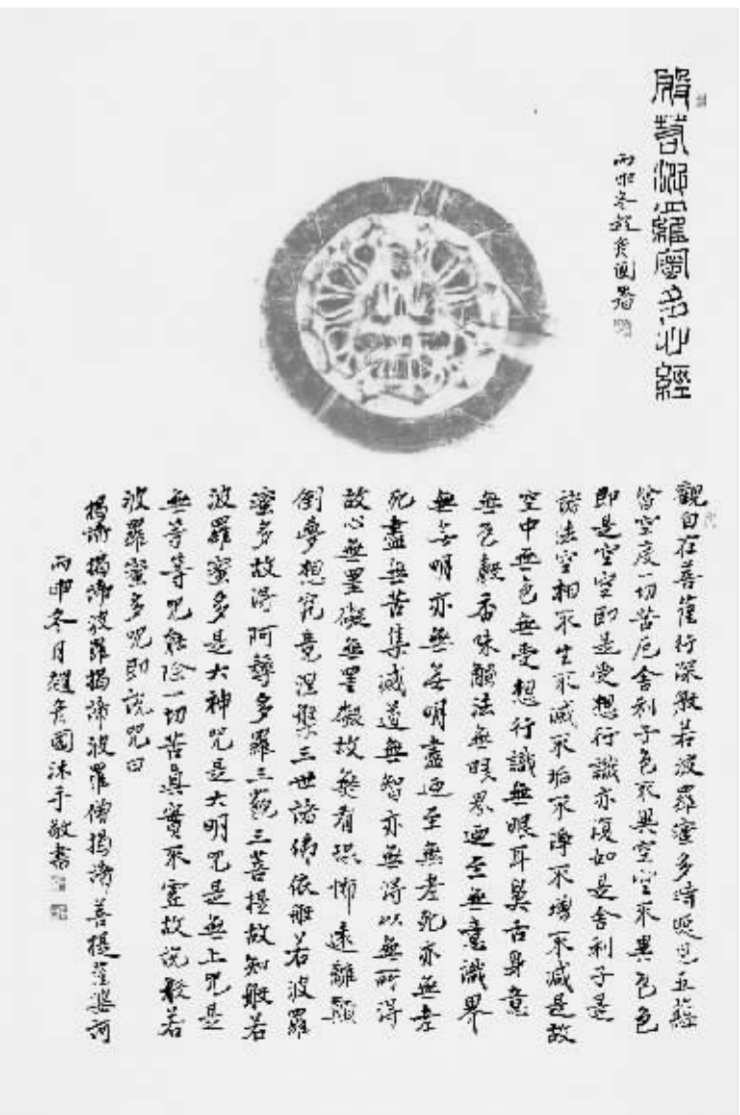 般若波羅蜜多心經
丙申冬趙彥國署
觀自在菩薩行深般若波羅蜜多時照見五蘊
皆空度一切苦厄舍利子色不異空空不異色色
即是空空即是受想行識亦復如是舍利子是
諸法空相不生不滅不垢不淨不增不減是故
空中無色無受想行識無眼耳鼻舌身意
無色聲香味觸法無眼界迺至無意識界
無無明亦無無明盡迺至無老死亦無老
死盡無苦集滅道無智亦無得以無所得
故心無罣礙無罣礙故無有恐怖遠離顛
倒夢想究竟涅槃三世諸佛依般若波羅
蜜多故得阿耨多羅三藐三菩提故知般若
波羅蜜多是大神咒是大明咒是無上咒是
無等等咒能除一切苦真實不虛故說般若
波羅蜜多咒即說咒曰
揭諦揭諦波羅揭諦波羅僧揭諦菩提薩婆訶
丙申冬月趙彥國沐手敬書